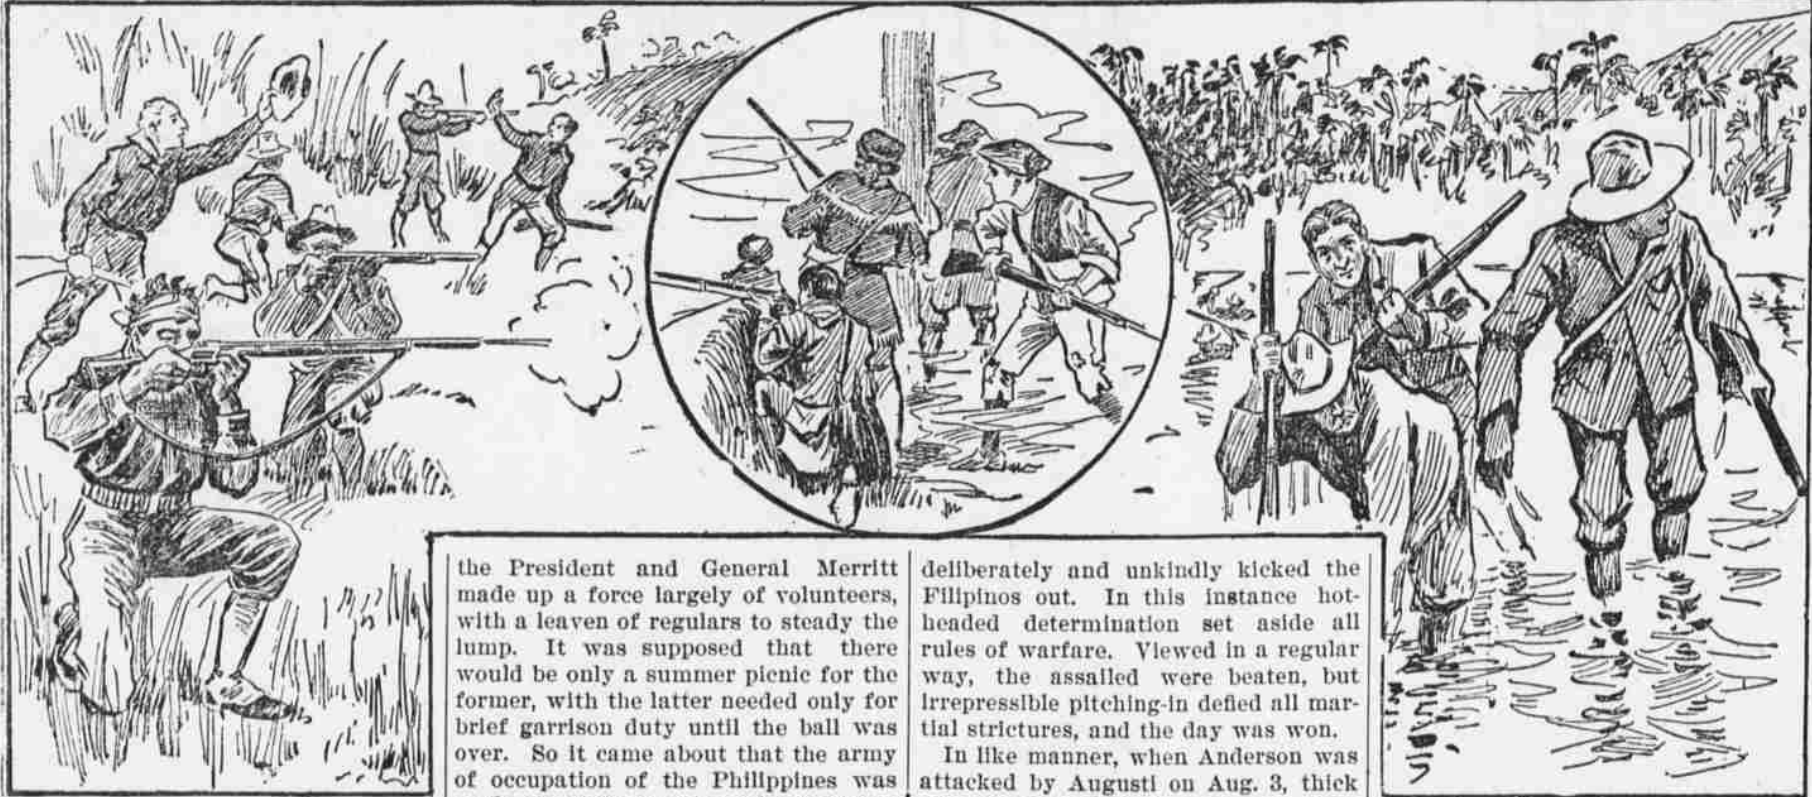 the President and General Merritt
made up a force largely of volunteers,
with a leaven of regulars to steady the
lump. It was supposed that there
would be only a summer picnic for the
former, with the latter needed only for
brief garrison duty until the ball was
over. So it came about that the army
of occupation of the Philippines was
deliberately and unkindly kicked the
Filipinos out. In this instance hot-
headed determination set aside all
rules of warfare. Viewed in a regular
way, the assailed were beaten, but
irrepressible pitching-in defied all mar-
tial strictures, and the day was won.
In like manner, when Anderson was
attacked by Augusti on Aug. 3, thick